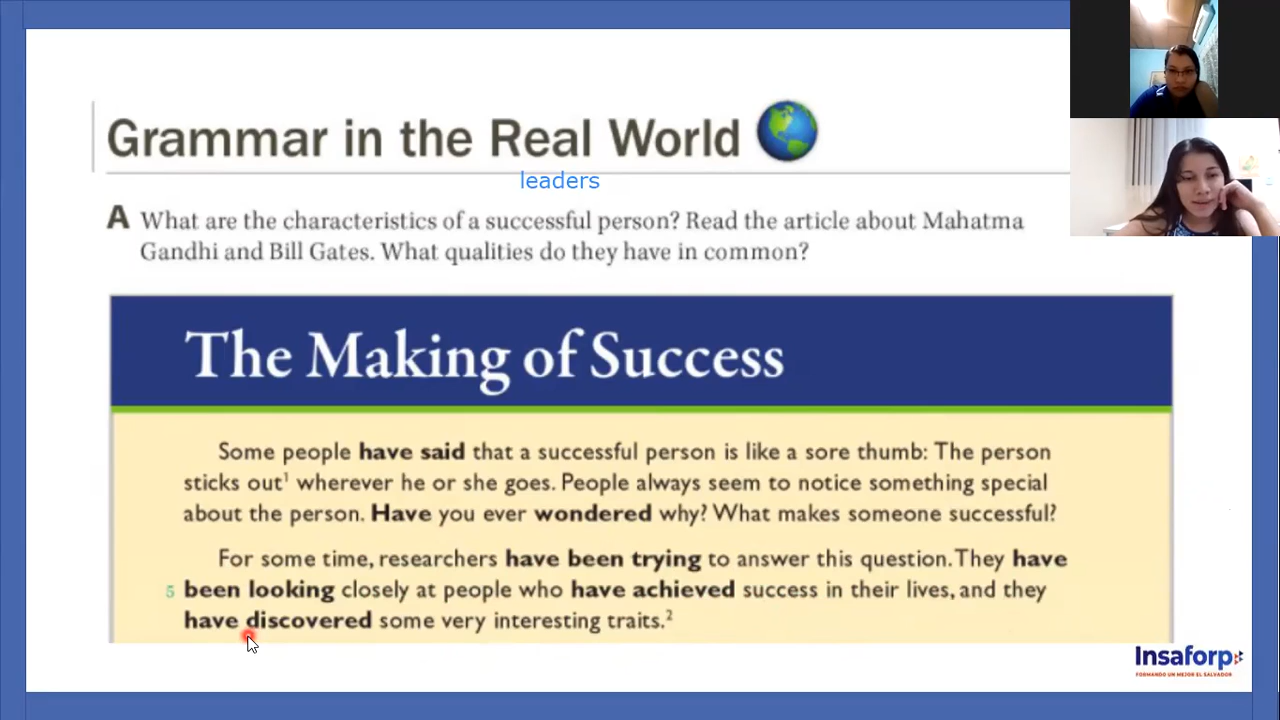 Grammar in the Real World
leaders
A What are the characteristics of a successful person? Read the article about Mahatma
Gandhi and Bill Gates. What qualities do they have in common?
The Making of Success
Some people have said that a successful person is like a sore thumb: The person
sticks out¹ wherever he or she goes. People always seem to notice something special
about the person. Have you ever wondered why? What makes someone successful?
For some time, researchers have been trying to answer this question. They have
5 been looking closely at people who have achieved success in their lives, and they
have discovered some very interesting traits.²
Insaforp
FORMANDO UN MEJOR EL SALVADOR